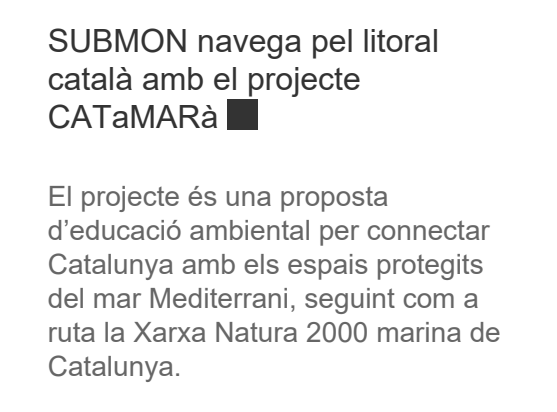 SUBMON navega pel litoral
català amb el projecte
CATaMARà
El projecte és una proposta
d’educació ambiental per connectar
Catalunya amb els espais protegits
del mar Mediterrani, seguint com a
ruta la Xarxa Natura 2000 marina de
Catalunya.